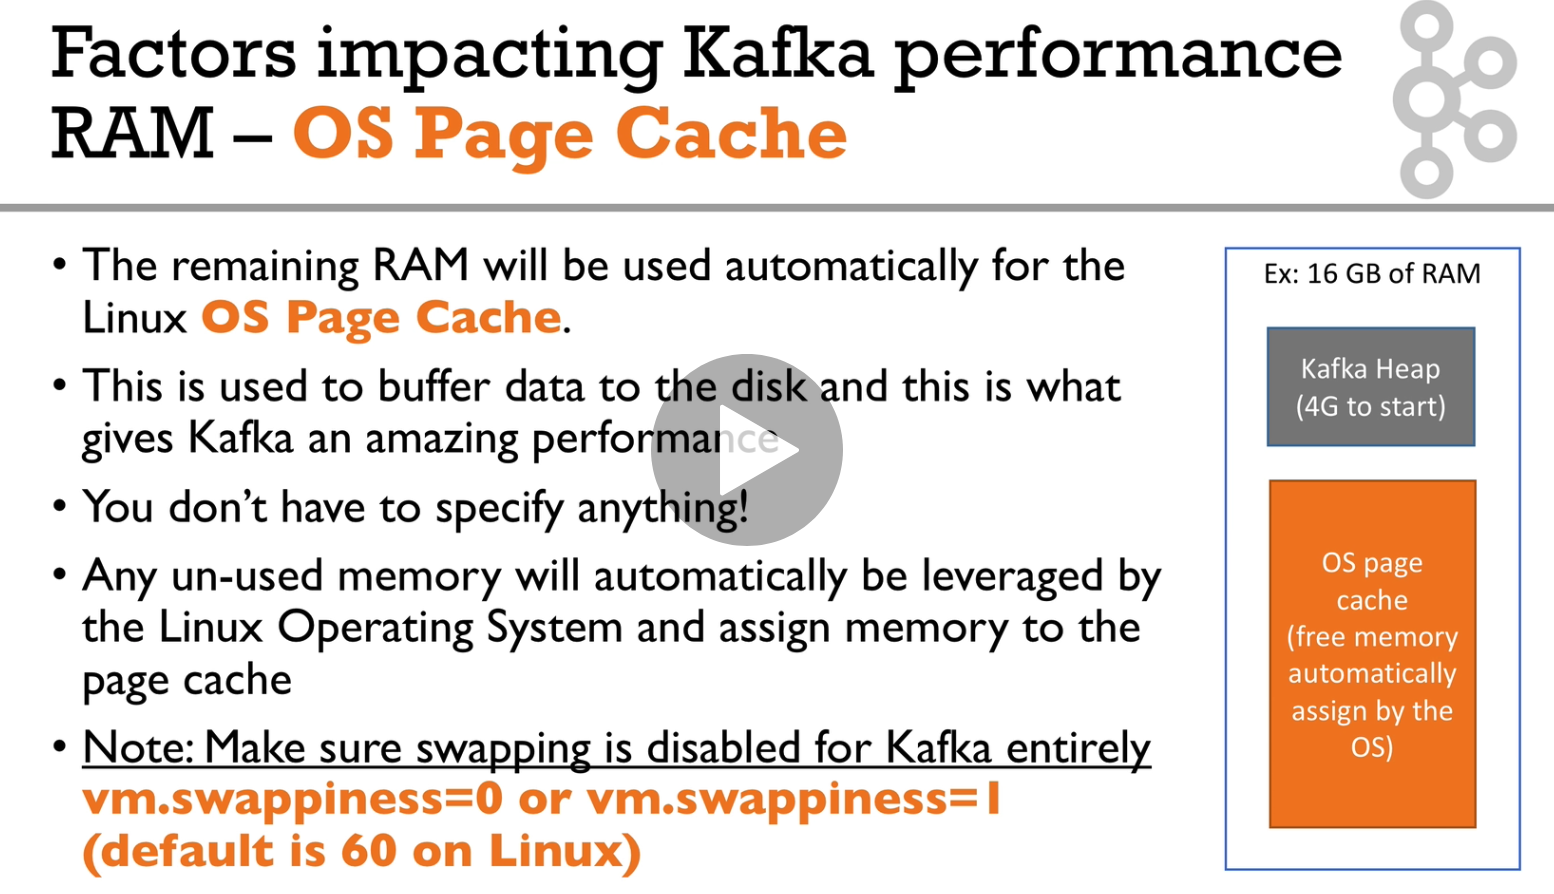 Factors impacting Kafka performance
RAM – OS Page Cache
• The remaining RAM will be used automatically for the
Linux OS Page Cache.
• This is used to buffer data to the disk and this is what
gives Kafka an amazing performance
• You don't have to specify anything!
• Any un-used memory will automatically be leveraged by
the Linux Operating System and assign memory to the
page cache
• Note: Make sure swapping is disabled for Kafka entirely
vm.swappiness=0 or vm.swappiness=1
(default is 60 on Linux)
Ex: 16 GB of RAM
Kafka Heap
(4G to start)
OS page
cache
(free memory
automatically
assign by the
OS)